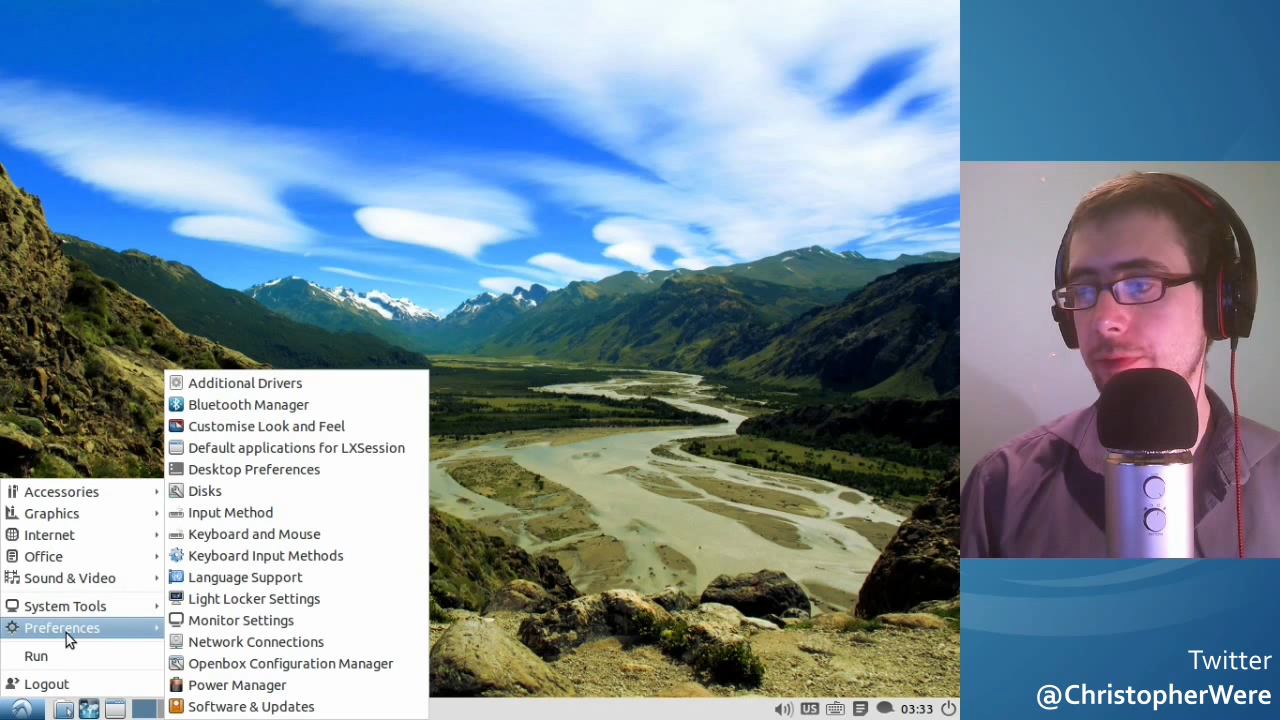 Additional Drivers
Bluetooth Manager
Customise Look and Feel
Default applications for LXSession
Desktop Preferences
Disks
Input Method
Keyboard and Mouse
Keyboard Input Methods
Language Support
Light Locker Settings
Monitor Settings
Network Connections
Openbox Configuration Manager
Power Manager
Software & Updates
Accessories
Graphics
Internet
Office
Sound & Video
System Tools
Preferences
Run
Logout
US
03:33
Twitter
@ChristopherWere